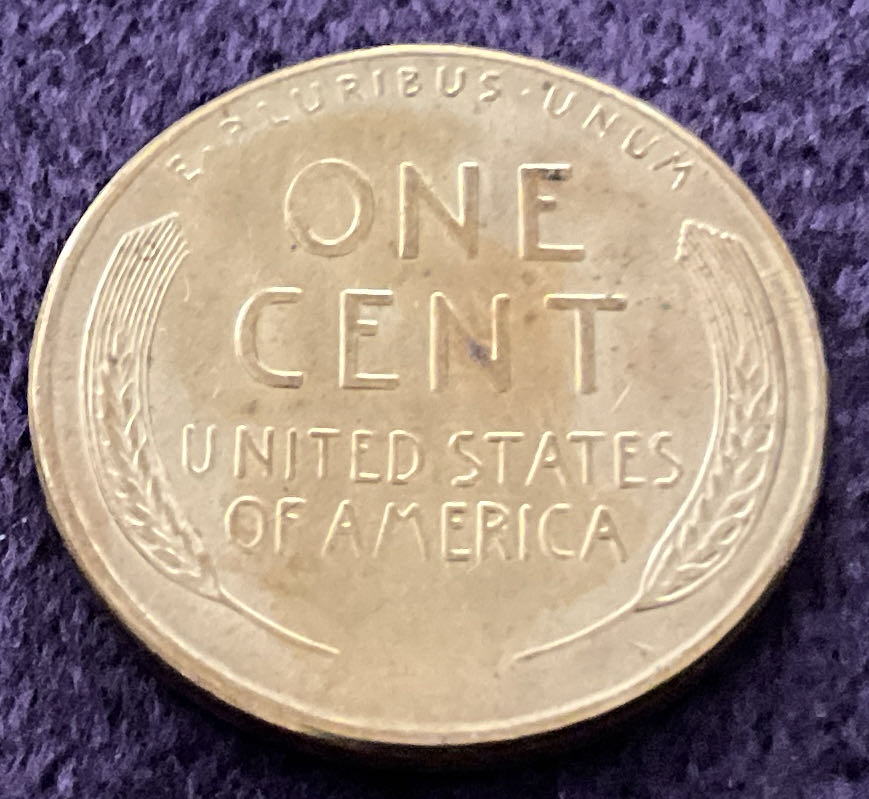 E·PLURIBUS·UNUM
ONE
CENT
UNITED STATES
OF AMERICA